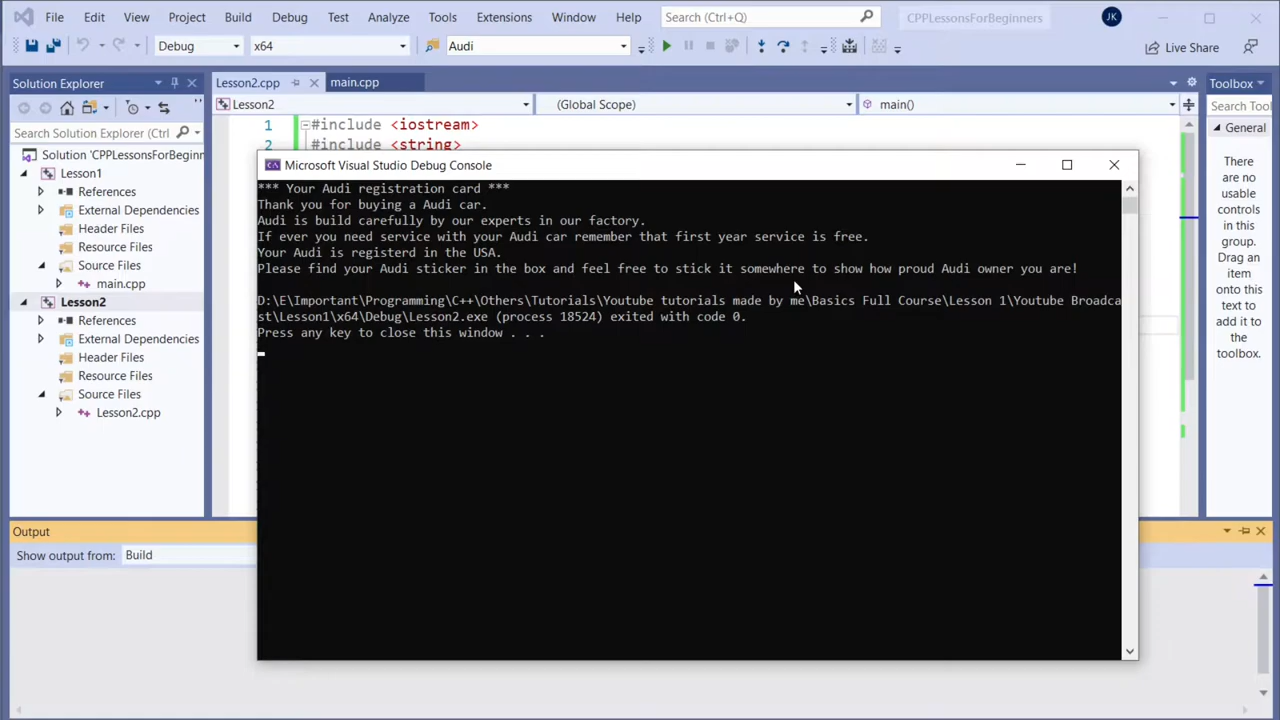 File Edit View Project Build Debug Test Analyze Tools Extensions Window Help Search (Ctrl+Q) CPPLessonsForBeginners JK
Debug x64 Audi Live Share
Solution Explorer Lesson2.cpp main.cpp Toolbox
Lesson2 (Global Scope) main() Search Tool
Search Solution Explorer (Ctrl General
Solution 'CPPLessonsForBeginn
1 #include <iostream>
2 #include <string>
Lesson1
References
External Dependencies
Header Files
Resource Files
Source Files
main.cpp
Lesson2
References
External Dependencies
Header Files
Resource Files
Source Files
Lesson2.cpp
Microsoft Visual Studio Debug Console
*** Your Audi registration card ***
Thank you for buying a Audi car.
Audi is build carefully by our experts in our factory.
If ever you need service with your Audi car remember that first year service is free.
Your Audi is registerd in the USA.
Please find your Audi sticker in the box and feel free to stick it somewhere to show how proud Audi owner you are!
D:\E\Important\Programming\C++\Others\Tutorials\Youtube tutorials made by me\Basics Full Course\Lesson 1\Youtube Broadca
st\Lesson1\x64\Debug\Lesson2.exe (process 18524) exited with code 0.
Press any key to close this window . . .
There
are no
usable
controls
in this
group.
Drag an
item
onto this
text to
add it to
the
toolbox.
Output
Show output from: Build